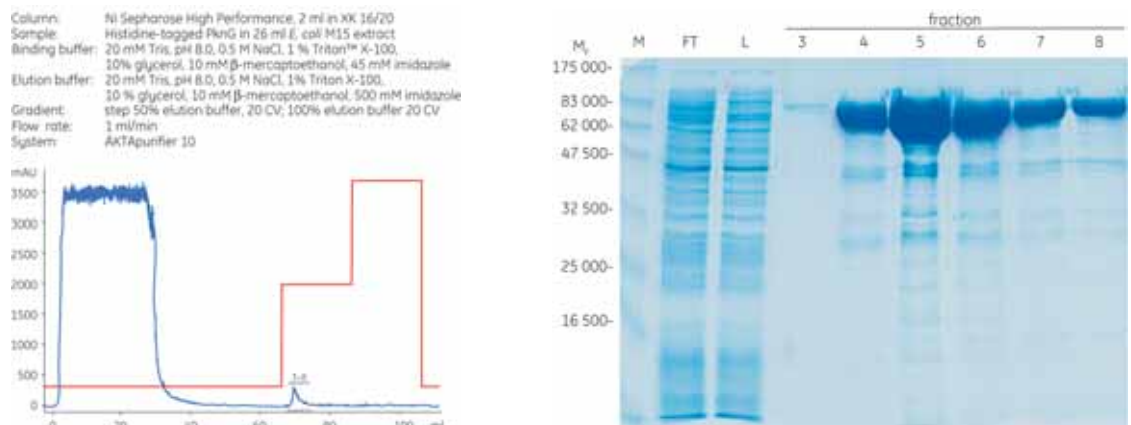 Column: Ni Sepharose High Performance, 2 ml in XK 16/20
Sample: Histidine-tagged PknG in 26 ml E. coli M15 extract
Binding buffer: 20 mM Tris, pH 8.0, 0.5 M NaCl, 1 % Triton™ X-100,
10% glycerol, 10 mM β-mercaptoethanol, 45 mM imidazole
Elution buffer: 20 mM Tris, pH 8.0, 0.5 M NaCl, 1% Triton X-100,
10 % glycerol, 10 mM β-mercaptoethanol, 500 mM imidazole
Gradient: step 50% elution buffer, 20 CV; 100% elution buffer 20 CV
Flow rate: 1 ml/min
System: ÄKTApurifier 10
mAU
3500
3000
2500
2000
1500
1000
500
0
0 20 40 60 80 100 ml
fraction
Mr M FT L 3 4 5 6 7 8
175 000-
83 000-
62 000-
47 500-
32 500-
25 000-
16 500-